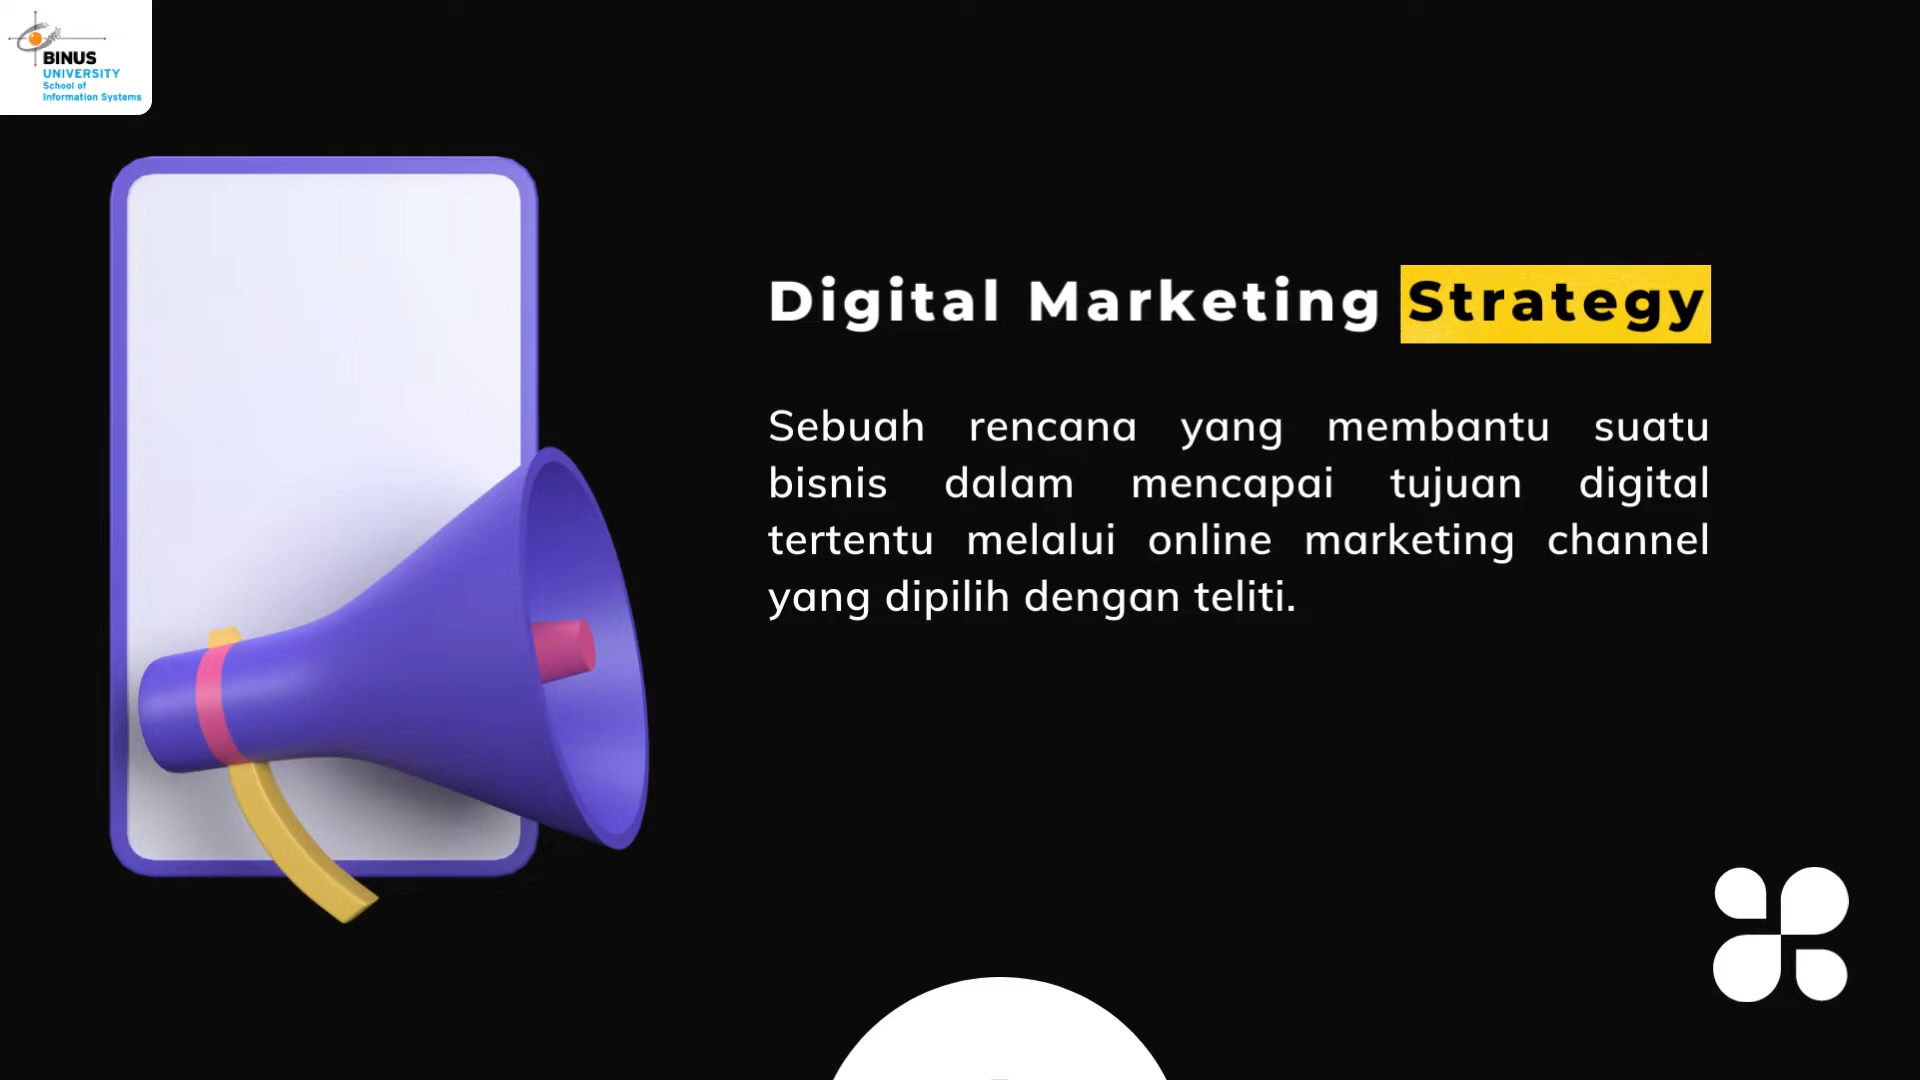 BINUS
UNIVERSITY
School of
Information Systems
Digital Marketing Strategy
Sebuah rencana yang membantu suatu
bisnis dalam mencapai tujuan digital
tertentu melalui online marketing channel
yang dipilih dengan teliti.